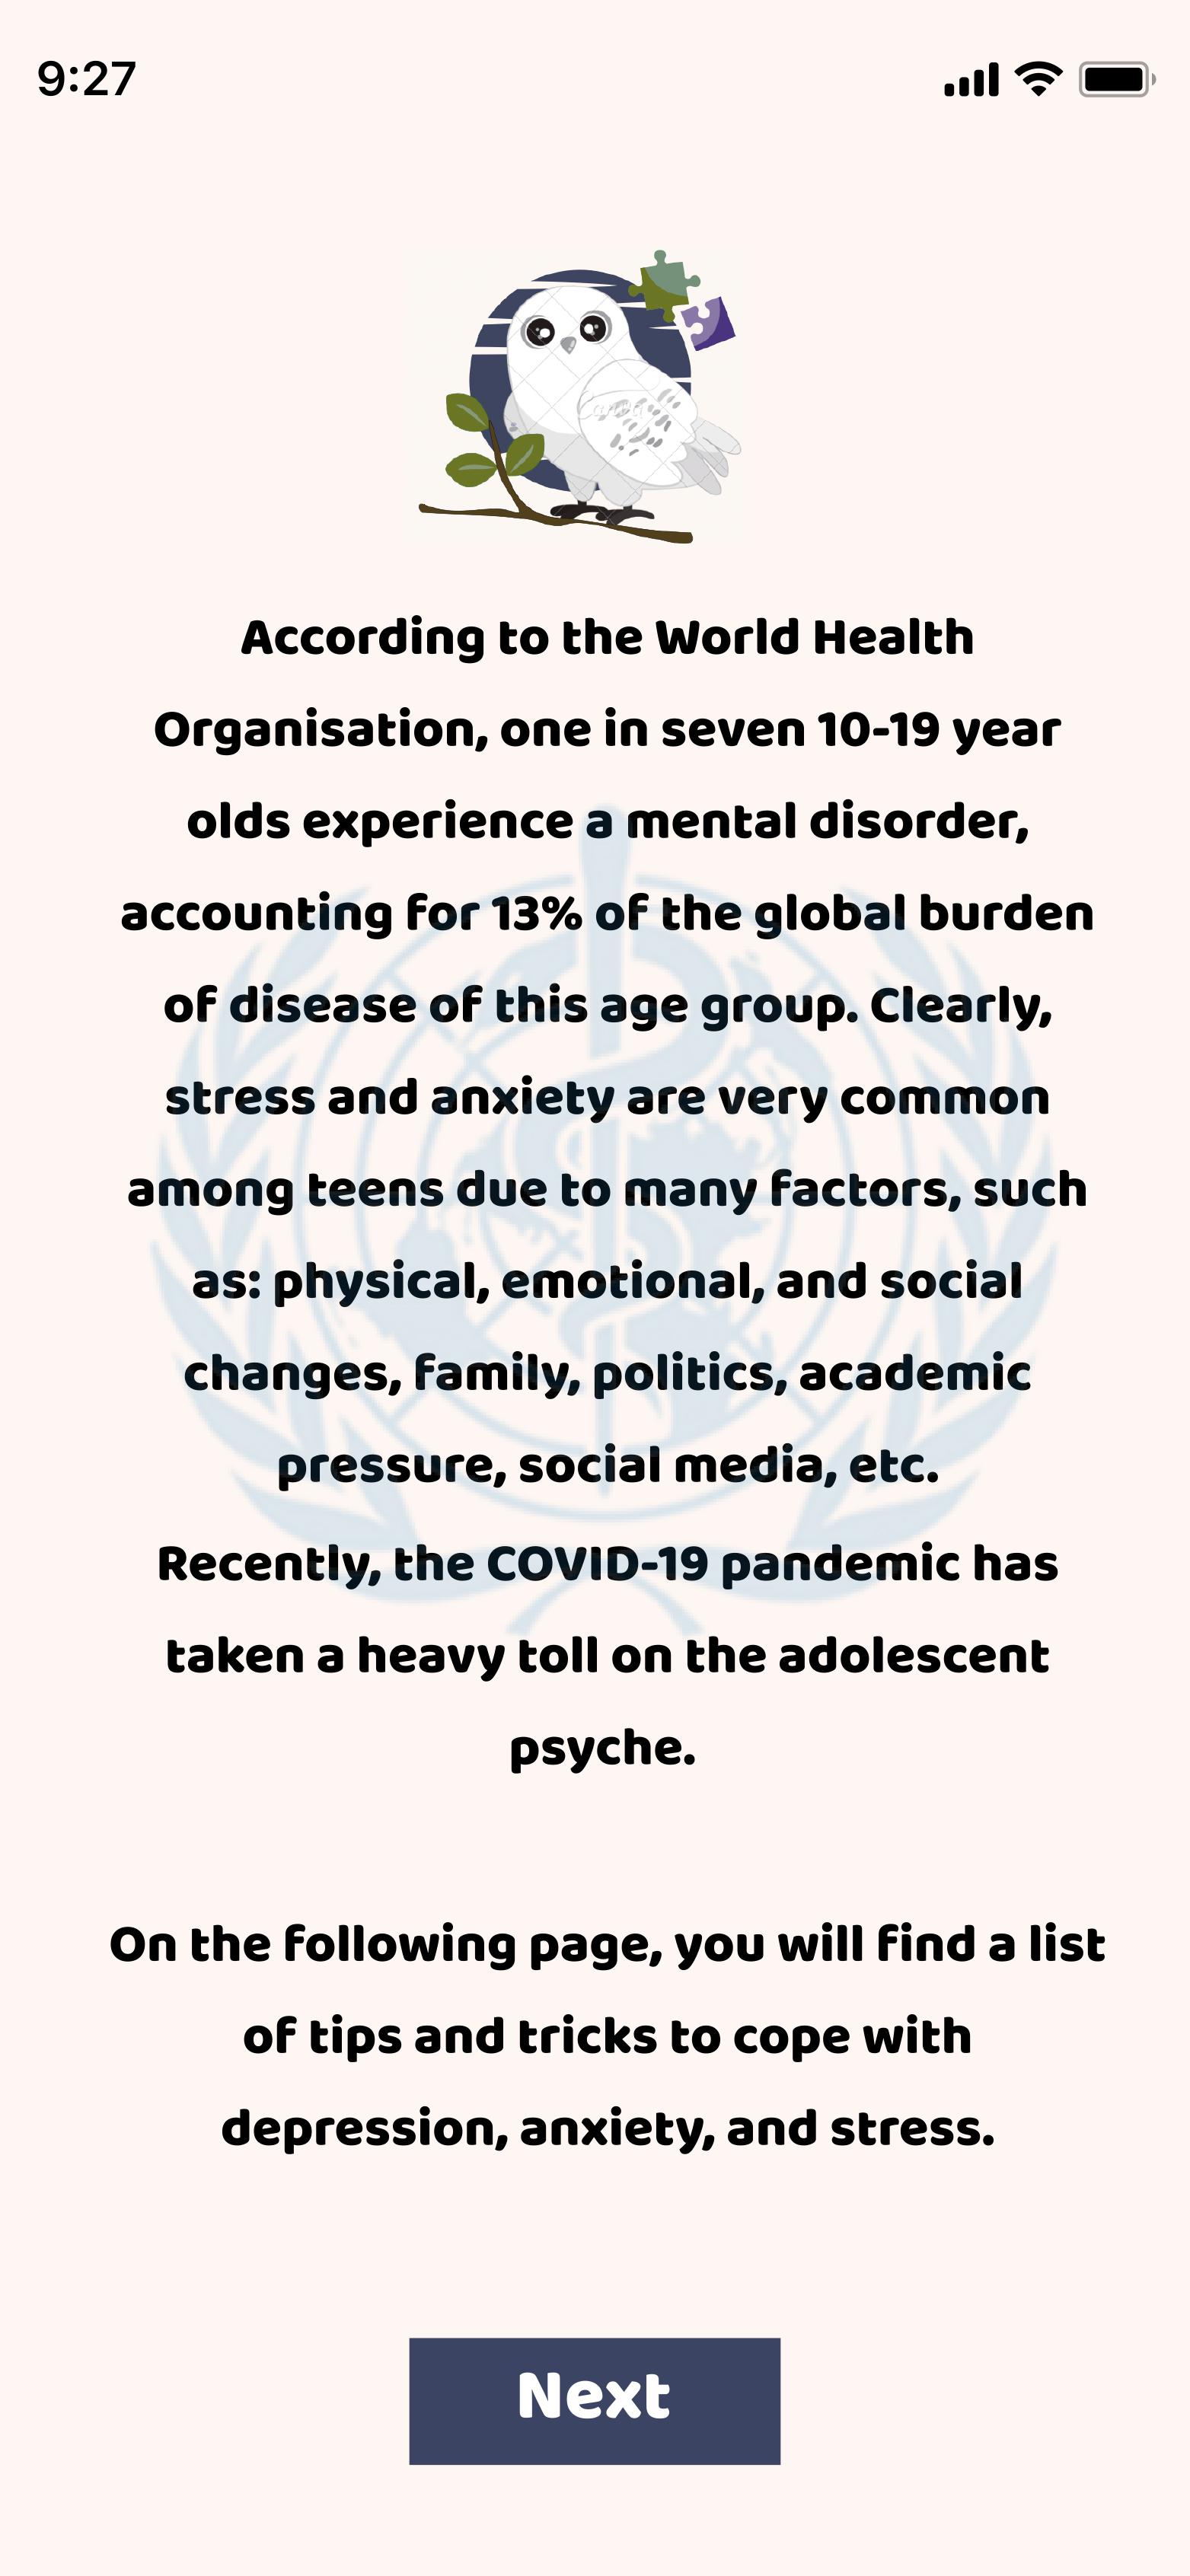 9:27
Canva
According to the World Health
Organisation, one in seven 10-19 year
olds experience a mental disorder,
accounting for 13% of the global burden
of disease of this age group. Clearly,
stress and anxiety are very common
among teens due to many factors, such
as: physical, emotional, and social
changes, family, politics, academic
pressure, social media, etc.
Recently, the COVID-19 pandemic has
taken a heavy toll on the adolescent
psyche.
On the following page, you will find a list
of tips and tricks to cope with
depression, anxiety, and stress.
Next